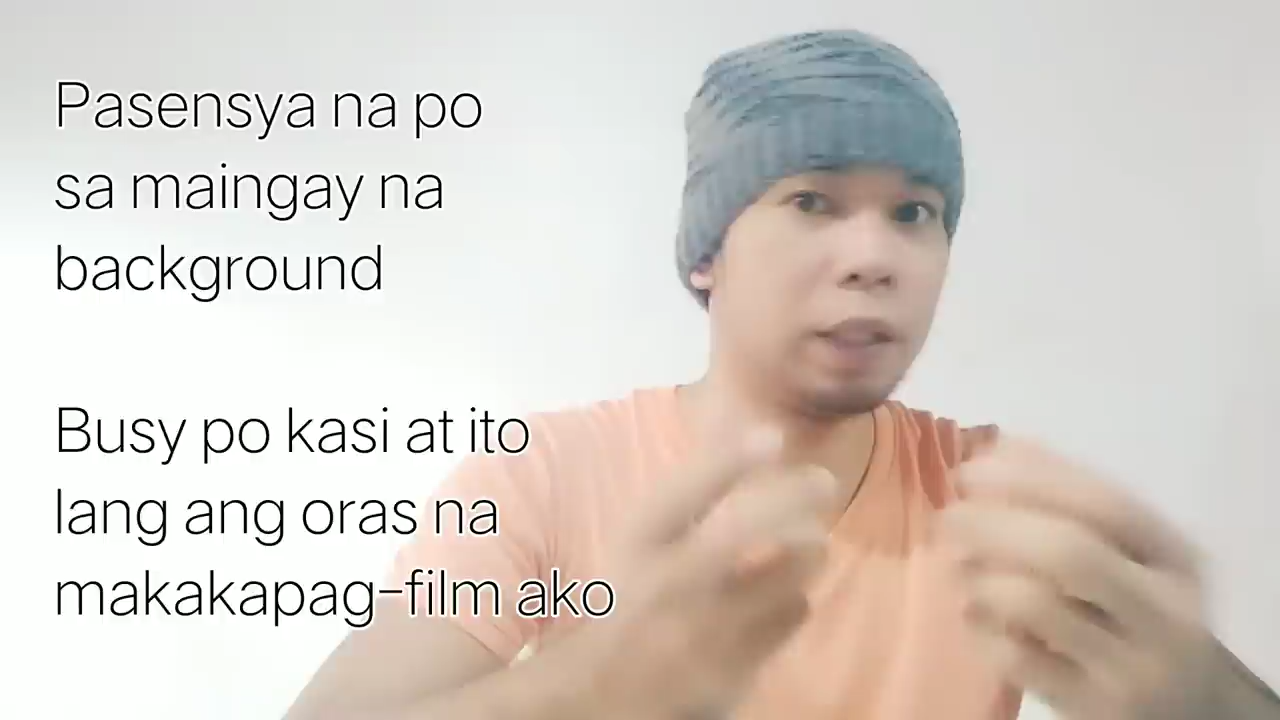 Pasensya na po
sa maingay na
background
Busy po kasi at ito
lang ang oras na
makakapag-film ako